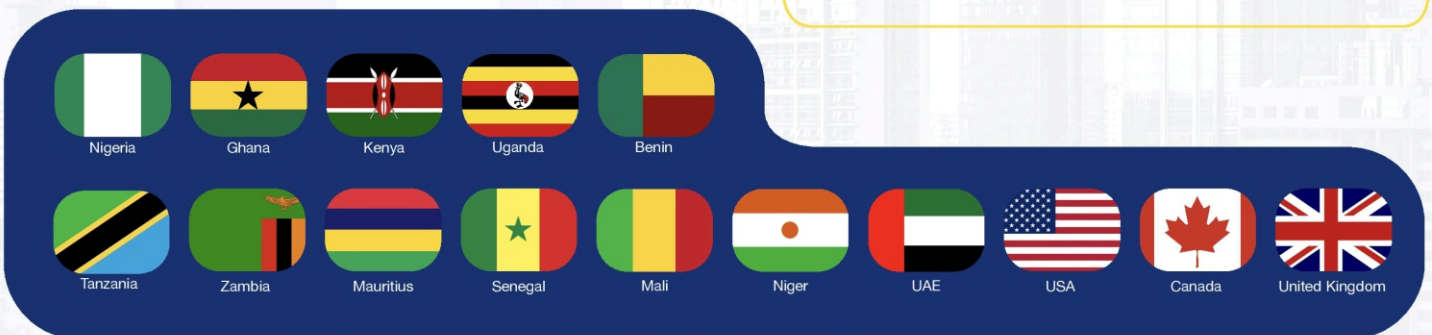 Nigeria
Ghana
Kenya
Uganda
Benin
Tanzania
Zambia
Mauritius
Senegal
Mali
Niger
UAE
USA
Canada
United Kingdom